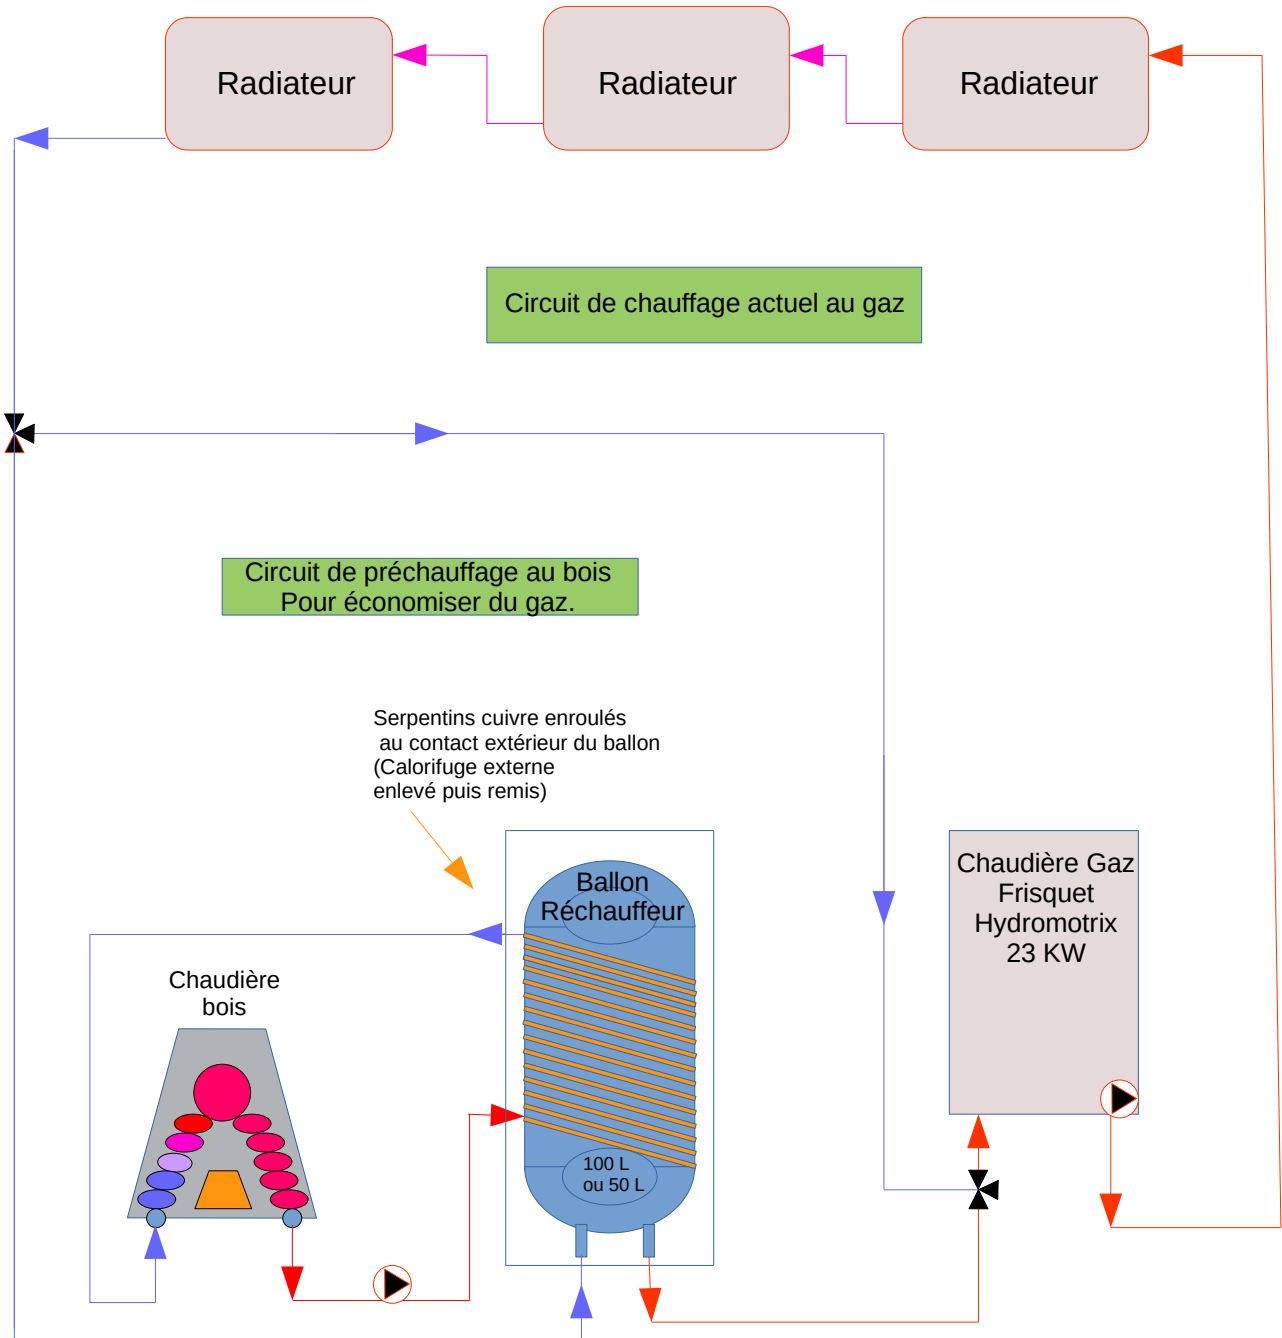 Radiateur
Radiateur
Radiateur
Circuit de chauffage actuel au gaz
Circuit de préchauffage au bois
Pour économiser du gaz.
Serpentins cuivre enroulés
au contact extérieur du ballon
(Calorifuge externe
enlevé puis remis)
Ballon
Réchauffeur
Chaudière Gaz
Frisquet
Hydromotrix
23 KW
Chaudière
bois
100 L
ou 50 L